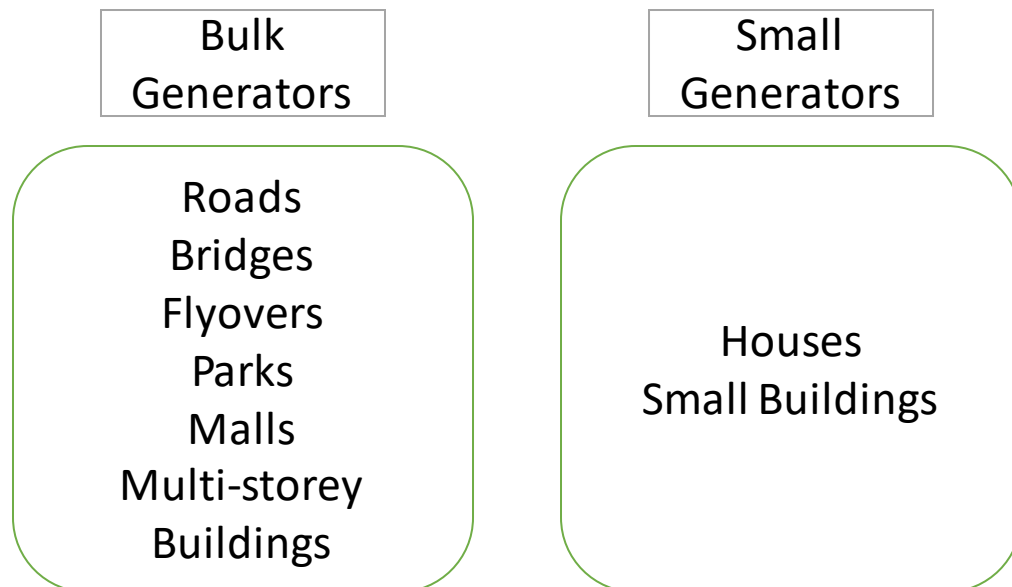 Bulk
Generators
Small
Generators
Roads
Bridges
Flyovers
Parks
Malls
Multi-storey
Buildings
Houses
Small Buildings